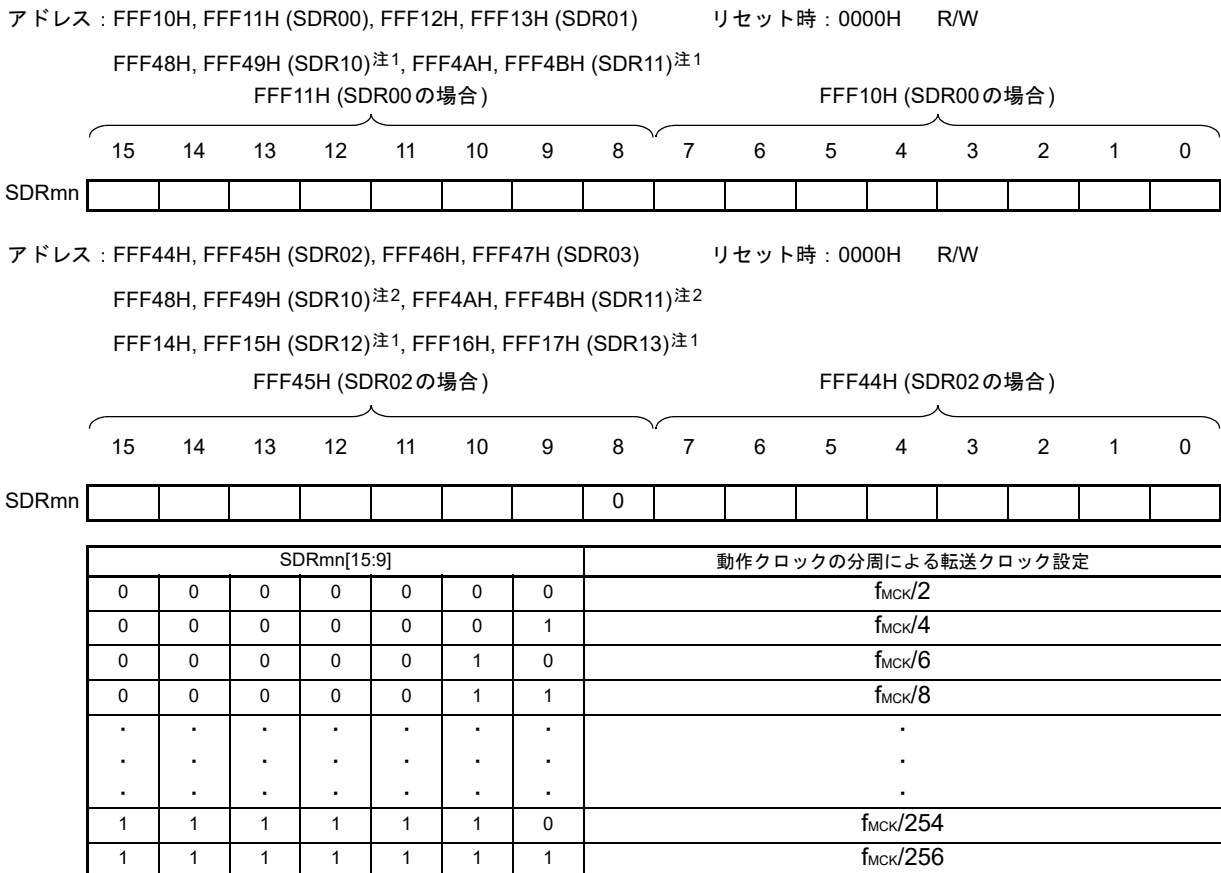 アドレス：FFF10H, FFF11H (SDR00), FFF12H, FFF13H (SDR01) リセット時：0000H R/W
FFF48H, FFF49H (SDR10)注1, FFF4AH, FFF4BH (SDR11)注1
FFF11H (SDR00の場合) FFF10H (SDR00の場合)
15 14 13 12 11 10 9 8 7 6 5 4 3 2 1 0
SDRmn
アドレス：FFF44H, FFF45H (SDR02), FFF46H, FFF47H (SDR03) リセット時：0000H R/W
FFF48H, FFF49H (SDR10)注2, FFF4AH, FFF4BH (SDR11)注2
FFF14H, FFF15H (SDR12)注1, FFF16H, FFF17H (SDR13)注1
FFF45H (SDR02の場合) FFF44H (SDR02の場合)
15 14 13 12 11 10 9 8 7 6 5 4 3 2 1 0
SDRmn 0
SDRmn[15:9] 動作クロックの分周による転送クロック設定
0 0 0 0 0 0 0 fMCK/2
0 0 0 0 0 0 1 fMCK/4
0 0 0 0 0 1 0 fMCK/6
0 0 0 0 0 1 1 fMCK/8
・ ・ ・ ・ ・ ・ ・ ・
・ ・ ・ ・ ・ ・ ・ ・
・ ・ ・ ・ ・ ・ ・ ・
1 1 1 1 1 1 0 fMCK/254
1 1 1 1 1 1 1 fMCK/256